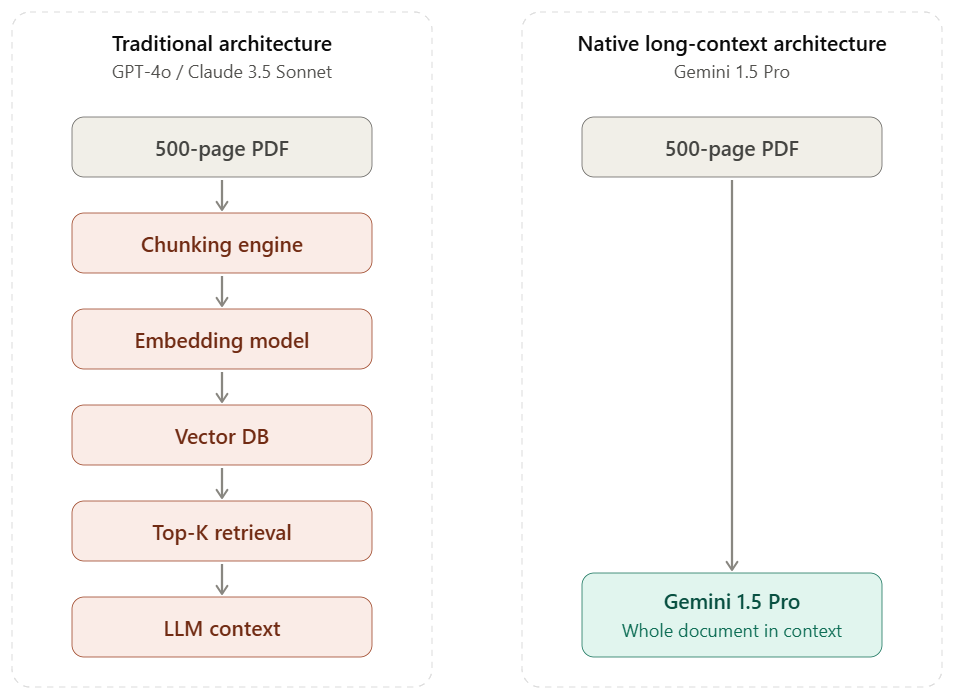 Traditional architecture
GPT-4o / Claude 3.5 Sonnet
500-page PDF
Chunking engine
Embedding model
Vector DB
Top-K retrieval
LLM context
Native long-context architecture
Gemini 1.5 Pro
500-page PDF
Gemini 1.5 Pro
Whole document in context